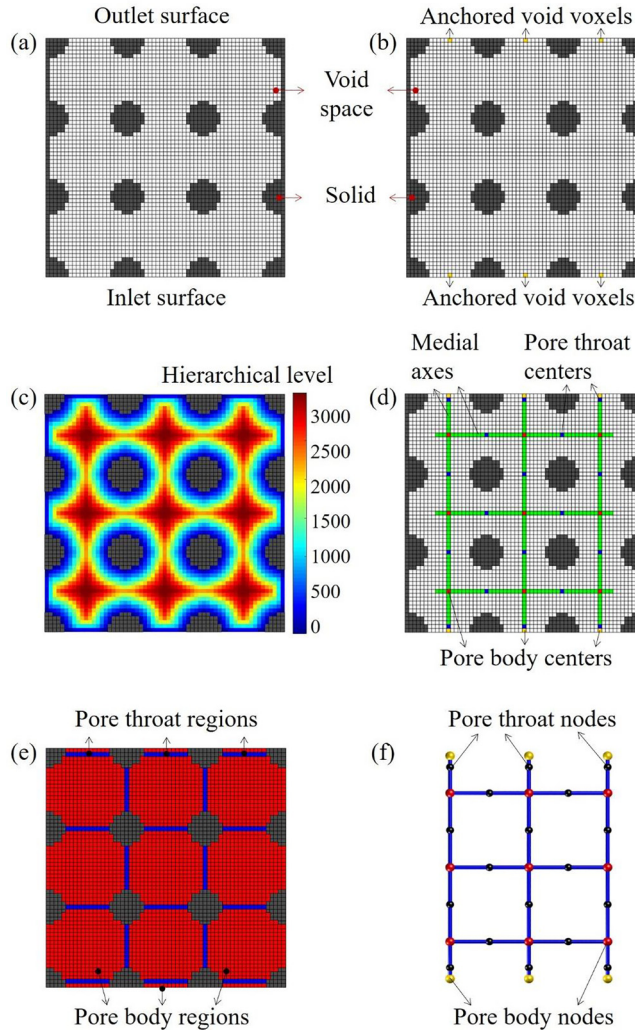 Outlet surface
Anchored void voxels
(a)
(b)
Void
space
Solid
Inlet surface
Anchored void voxels
Hierarchical level
Medial
axes
Pore throat
centers
(c)
(d)
3000
2500
2000
1500
1000
500
0
Pore body centers
Pore throat regions
Pore throat nodes
(e)
(f)
Pore body regions
Pore body nodes